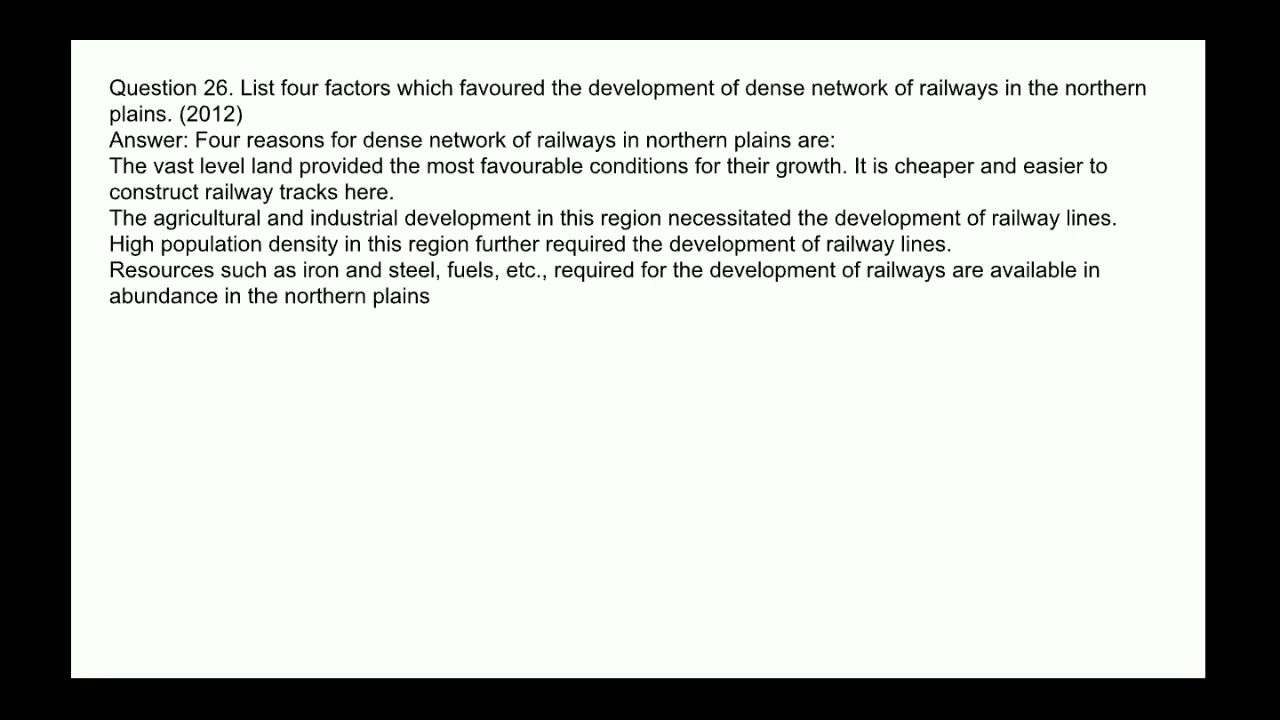 Question 26. List four factors which favoured the development of dense network of railways in the northern
plains. (2012)
Answer: Four reasons for dense network of railways in northern plains are:
The vast level land provided the most favourable conditions for their growth. It is cheaper and easier to
construct railway tracks here.
The agricultural and industrial development in this region necessitated the development of railway lines.
High population density in this region further required the development of railway lines.
Resources such as iron and steel, fuels, etc., required for the development of railways are available in
abundance in the northern plains